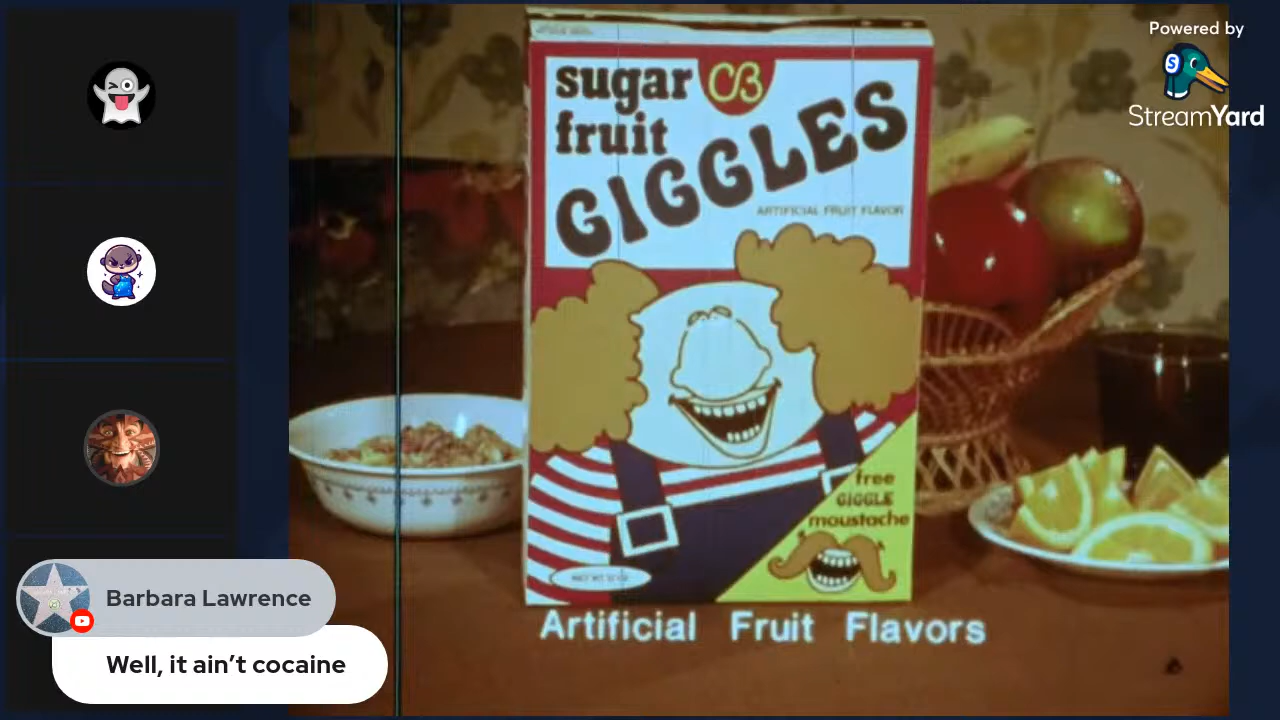 Powered by
StreamYard
sugar
CB
fruit
GIGGLES
ARTIFICIAL FRUIT FLAVOR
free
GIGGLE
moustache
Artificial Fruit Flavors
Barbara Lawrence
Well, it ain’t cocaine